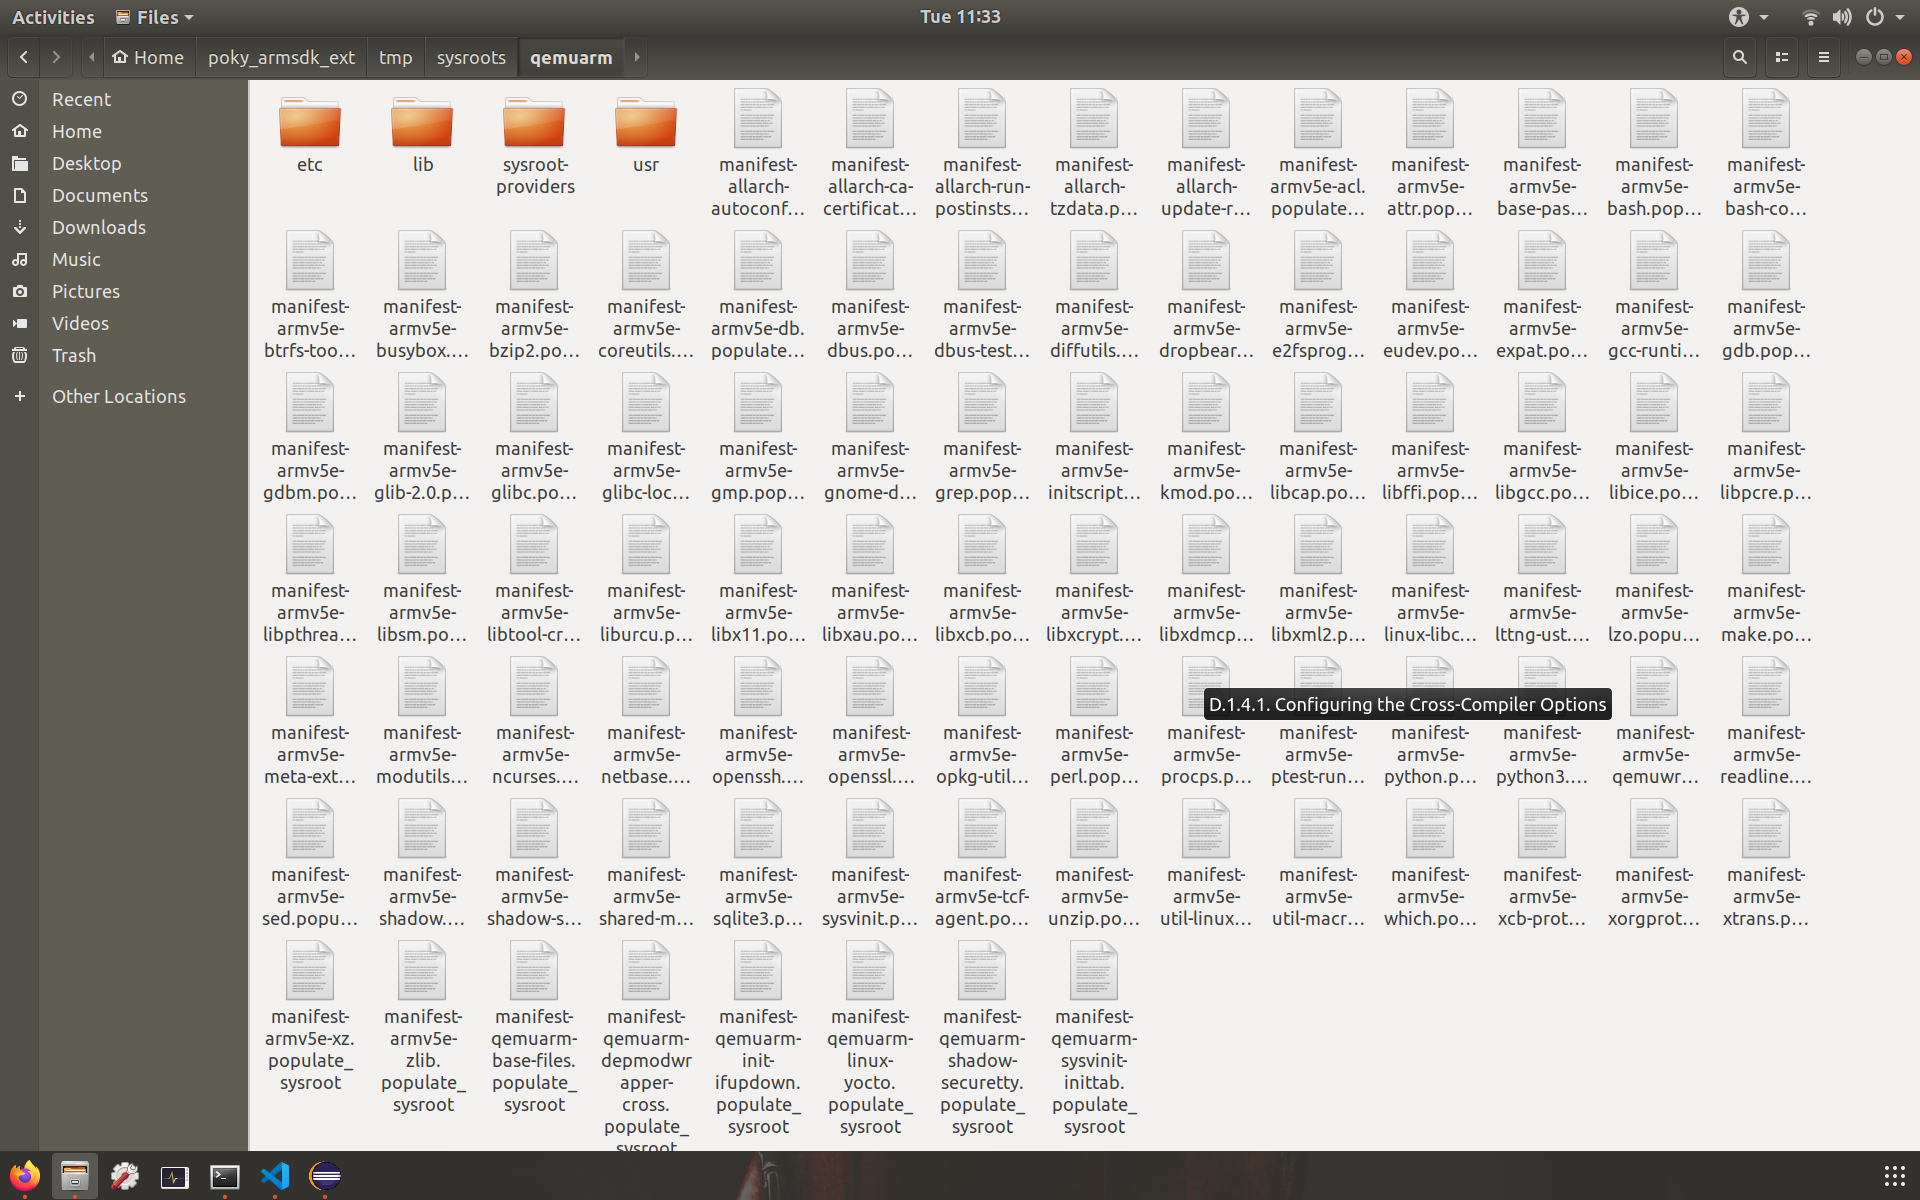 Activities
Files
Tue 11:33
Home
poky_armsdk_ext
tmp
sysroots
qemuarm
Recent
Home
Desktop
Documents
Downloads
Music
Pictures
Videos
Trash
Other Locations
etc
lib
sysroot-
providers
usr
manifest-
allarch-
autoconf...
manifest-
allarch-ca-
certificat...
manifest-
allarch-run-
postinsts...
manifest-
allarch-
tzdata.p...
manifest-
allarch-
update-r...
manifest-
armv5e-acl.
populate...
manifest-
armv5e-
attr.pop...
manifest-
armv5e-
base-pas...
manifest-
armv5e-
bash.pop...
manifest-
armv5e-
bash-co...
manifest-
armv5e-
btrfs-too...
manifest-
armv5e-
busybox....
manifest-
armv5e-
bzip2.po...
manifest-
armv5e-
coreutils....
manifest-
armv5e-db.
populate...
manifest-
armv5e-
dbus.po...
manifest-
armv5e-
dbus-test...
manifest-
armv5e-
diffutils....
manifest-
armv5e-
dropbear...
manifest-
armv5e-
e2fsprog...
manifest-
armv5e-
eudev.po...
manifest-
armv5e-
expat.po...
manifest-
armv5e-
gcc-runti...
manifest-
armv5e-
gdb.pop...
manifest-
armv5e-
gdbm.po...
manifest-
armv5e-
glib-2.0.p...
manifest-
armv5e-
glibc.po...
manifest-
armv5e-
glibc-loc...
manifest-
armv5e-
gmp.pop...
manifest-
armv5e-
gnome-d...
manifest-
armv5e-
grep.pop...
manifest-
armv5e-
initscript...
manifest-
armv5e-
kmod.po...
manifest-
armv5e-
libcap.po...
manifest-
armv5e-
libffi.pop...
manifest-
armv5e-
libgcc.po...
manifest-
armv5e-
libice.po...
manifest-
armv5e-
libpcre.p...
manifest-
armv5e-
libpthrea...
manifest-
armv5e-
libsm.po...
manifest-
armv5e-
libtool-cr...
manifest-
armv5e-
liburcu.p...
manifest-
armv5e-
libx11.po...
manifest-
armv5e-
libxau.po...
manifest-
armv5e-
libxcb.po...
manifest-
armv5e-
libxcrypt....
manifest-
armv5e-
libxdmcp...
manifest-
armv5e-
libxml2.p...
manifest-
armv5e-
linux-libc...
manifest-
armv5e-
lttng-ust....
manifest-
armv5e-
lzo.popu...
manifest-
armv5e-
make.po...
D.1.4.1. Configuring the Cross-Compiler Options
manifest-
armv5e-
meta-ext...
manifest-
armv5e-
modutils...
manifest-
armv5e-
ncurses....
manifest-
armv5e-
netbase....
manifest-
armv5e-
openssh....
manifest-
armv5e-
openssl....
manifest-
armv5e-
opkg-util...
manifest-
armv5e-
perl.pop...
manifest-
armv5e-
procps.p...
manifest-
armv5e-
ptest-run...
manifest-
armv5e-
python.p...
manifest-
armv5e-
python3....
manifest-
armv5e-
qemuwr...
manifest-
armv5e-
readline....
manifest-
armv5e-
sed.popu...
manifest-
armv5e-
shadow....
manifest-
armv5e-
shadow-s...
manifest-
armv5e-
shared-m...
manifest-
armv5e-
sqlite3.p...
manifest-
armv5e-
sysvinit.p...
manifest-
armv5e-tcf-
agent.po...
manifest-
armv5e-
unzip.po...
manifest-
armv5e-
util-linux...
manifest-
armv5e-
util-macr...
manifest-
armv5e-
which.po...
manifest-
armv5e-
xcb-prot...
manifest-
armv5e-
xorgprot...
manifest-
armv5e-
xtrans.p...
manifest-
armv5e-xz.
populate_
sysroot
manifest-
armv5e-
zlib.
populate_
sysroot
manifest-
qemuarm-
base-files.
populate_
sysroot
manifest-
qemuarm-
depmodwr
apper-
cross.
populate_
sysroot
manifest-
qemuarm-
init-
ifupdown.
populate_
sysroot
manifest-
qemuarm-
linux-
yocto.
populate_
sysroot
manifest-
qemuarm-
shadow-
securetty.
populate_
sysroot
manifest-
qemuarm-
sysvinit-
inittab.
populate_
sysroot